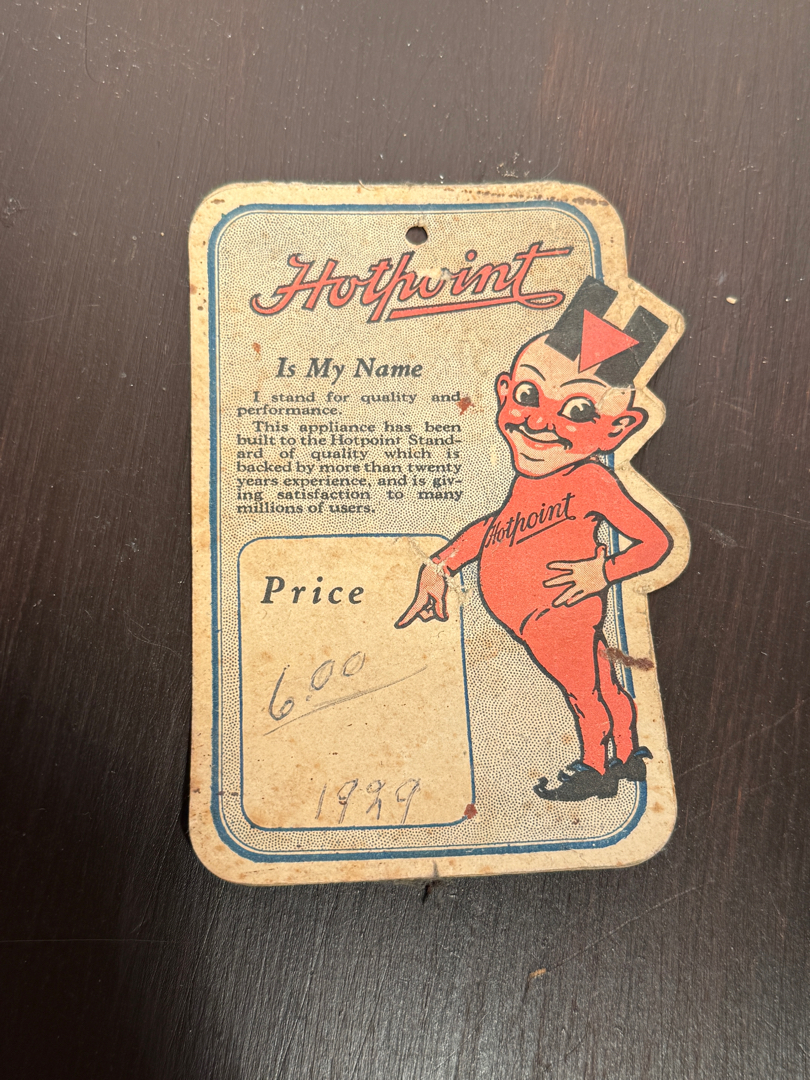 Hotpoint
Is My Name
I stand for quality and
performance.
This appliance has been
built to the Hotpoint Stand-
ard of quality which is
backed by more than twenty
years experience, and is giv-
ing satisfaction to many
millions of users.
Hotpoint
Price
6.00
1929